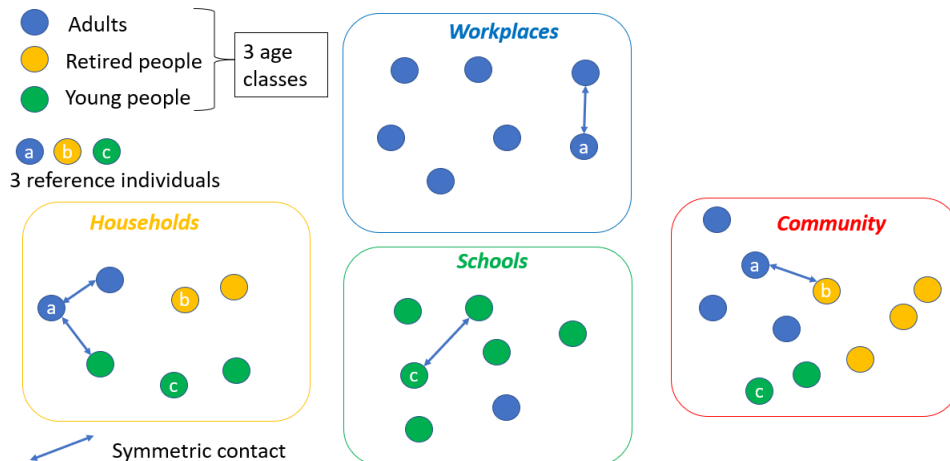 Adults
Retired people
Young people
3 age
classes
a b c
3 reference individuals
Workplaces
a
Households
a
b
c
Schools
c
Community
a
b
c
Symmetric contact